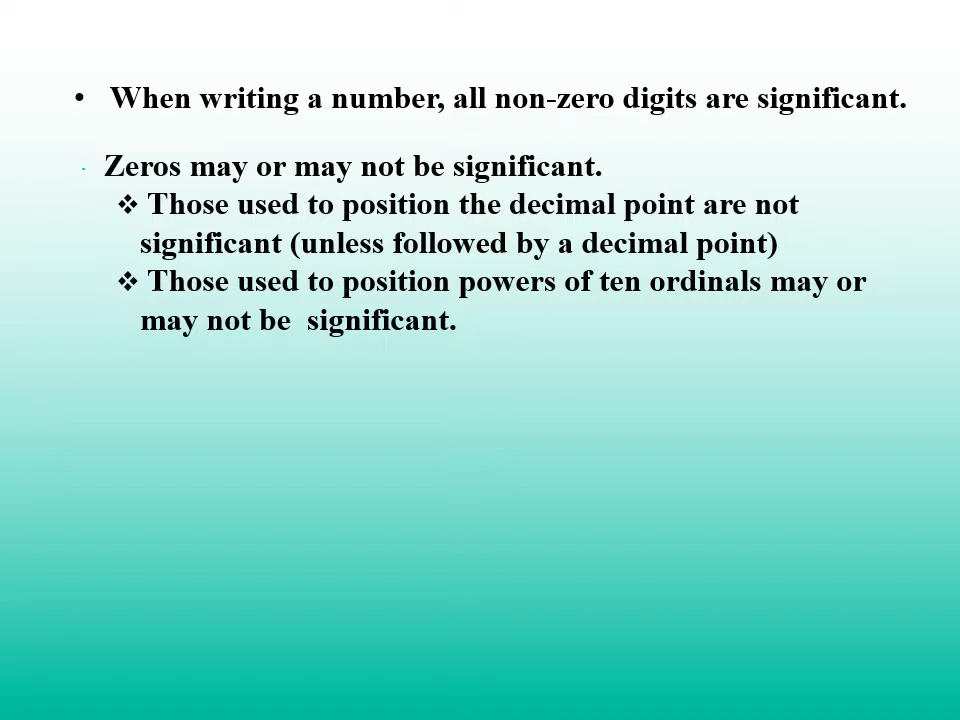 • When writing a number, all non-zero digits are significant.
· Zeros may or may not be significant.
❖ Those used to position the decimal point are not
significant (unless followed by a decimal point)
❖ Those used to position powers of ten ordinals may or
may not be significant.